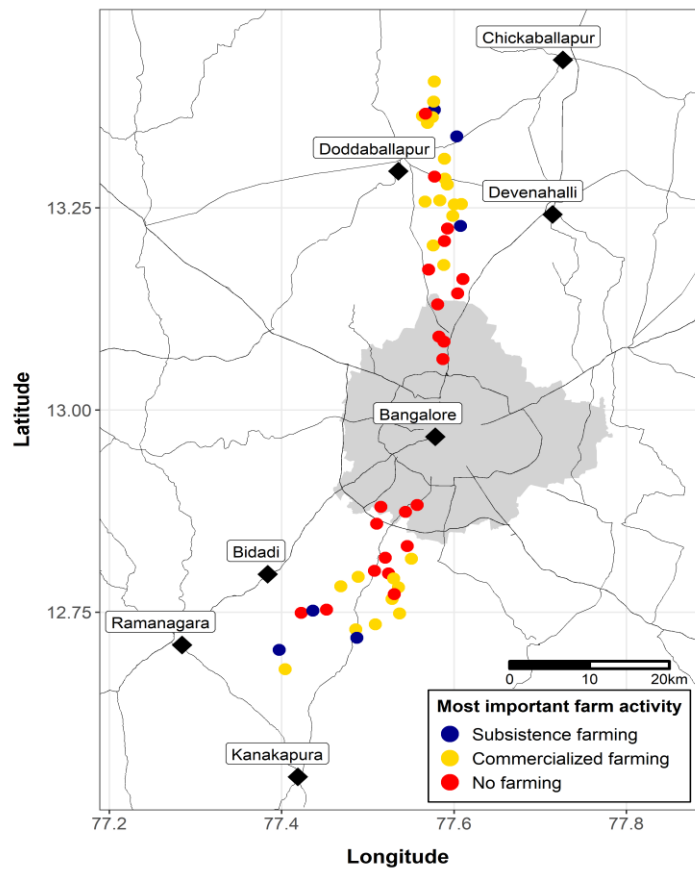 Chickaballapur
Doddaballapur
Devenahalli
13.25
Latitude
13.00
Bangalore
Bidadi
12.75
Ramanagara
0 10 20km
Most important farm activity
Subsistence farming
Commercialized farming
No farming
Kanakapura
77.2 77.4 77.6 77.8
Longitude